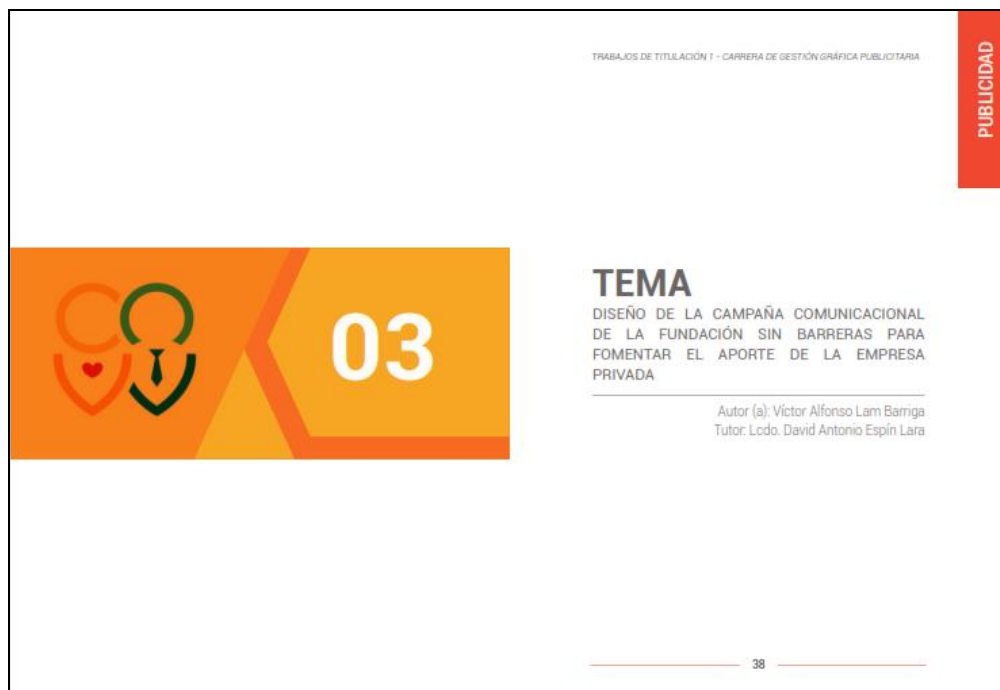 TRABAJOS DE TITULACIÓN 1 - CARRERA DE GESTIÓN GRÁFICA PUBLICITARIA
PUBLICIDAD
03
TEMA
DISEÑO DE LA CAMPAÑA COMUNICACIONAL
DE LA FUNDACIÓN SIN BARRERAS PARA
FOMENTAR EL APORTE DE LA EMPRESA
PRIVADA
Autor (a): Víctor Alfonso Lam Barriga
Tutor: Lcdo. David Antonio Espín Lara
38